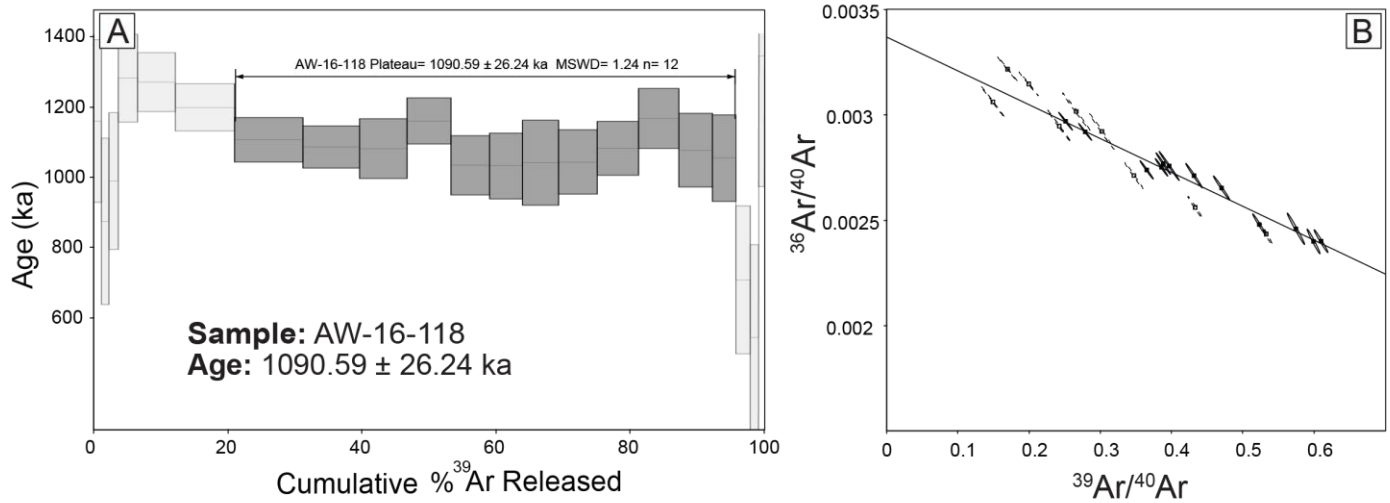 A
AW-16-118 Plateau= 1090.59 ± 26.24 ka MSWD= 1.24 n= 12
1400
1200
1000
800
600
Age (ka)
Sample: AW-16-118
Age: 1090.59 ± 26.24 ka
0 20 40 60 80 100
Cumulative % ³⁹Ar Released
B
0.0035
0.003
0.0025
0.002
³⁶Ar/⁴⁰Ar
0 0.1 0.2 0.3 0.4 0.5 0.6
³⁹Ar/⁴⁰Ar